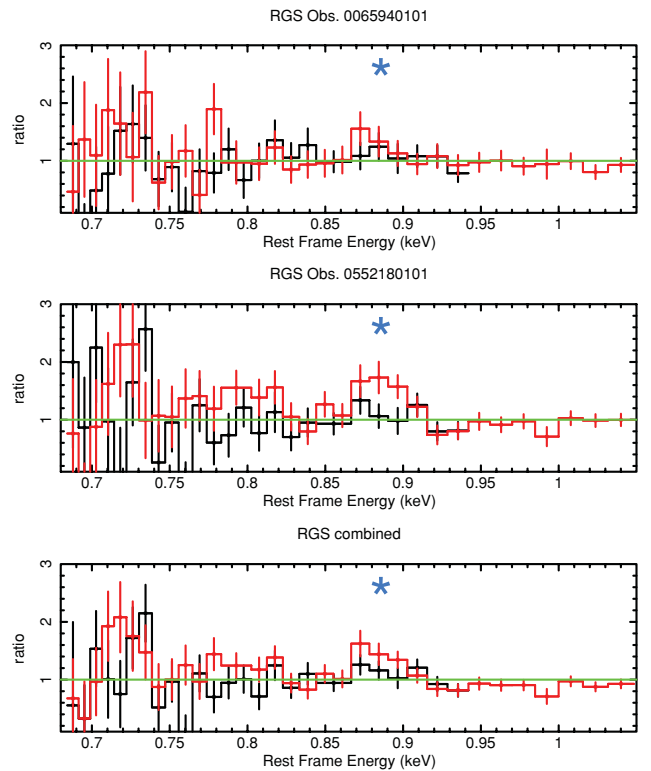 RGS Obs. 0065940101
3
2
1
ratio
*
0.7 0.75 0.8 0.85 0.9 0.95 1
Rest Frame Energy (keV)
RGS Obs. 0552180101
3
2
1
ratio
*
0.7 0.75 0.8 0.85 0.9 0.95 1
Rest Frame Energy (keV)
RGS combined
3
2
1
ratio
*
0.7 0.75 0.8 0.85 0.9 0.95 1
Rest Frame Energy (keV)